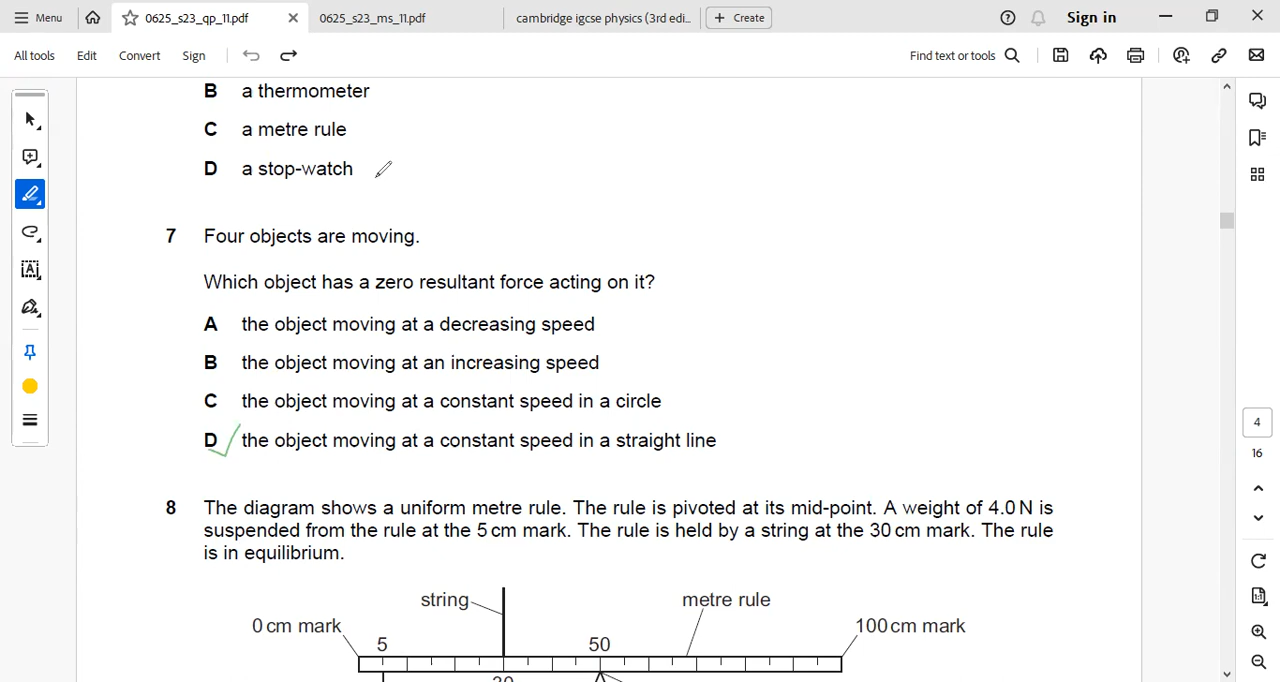 Menu
0625_s23_qp_11.pdf
0625_s23_ms_11.pdf
cambridge igcse physics (3rd edi...
+ Create
Sign in
All tools
Edit
Convert
Sign
Find text or tools
B a thermometer
C a metre rule
D a stop-watch
7 Four objects are moving.
Which object has a zero resultant force acting on it?
A the object moving at a decreasing speed
B the object moving at an increasing speed
C the object moving at a constant speed in a circle
D the object moving at a constant speed in a straight line
8 The diagram shows a uniform metre rule. The rule is pivoted at its mid-point. A weight of 4.0 N is
suspended from the rule at the 5 cm mark. The rule is held by a string at the 30 cm mark. The rule
is in equilibrium.
string
metre rule
0 cm mark
100 cm mark
5
50
30
4
16